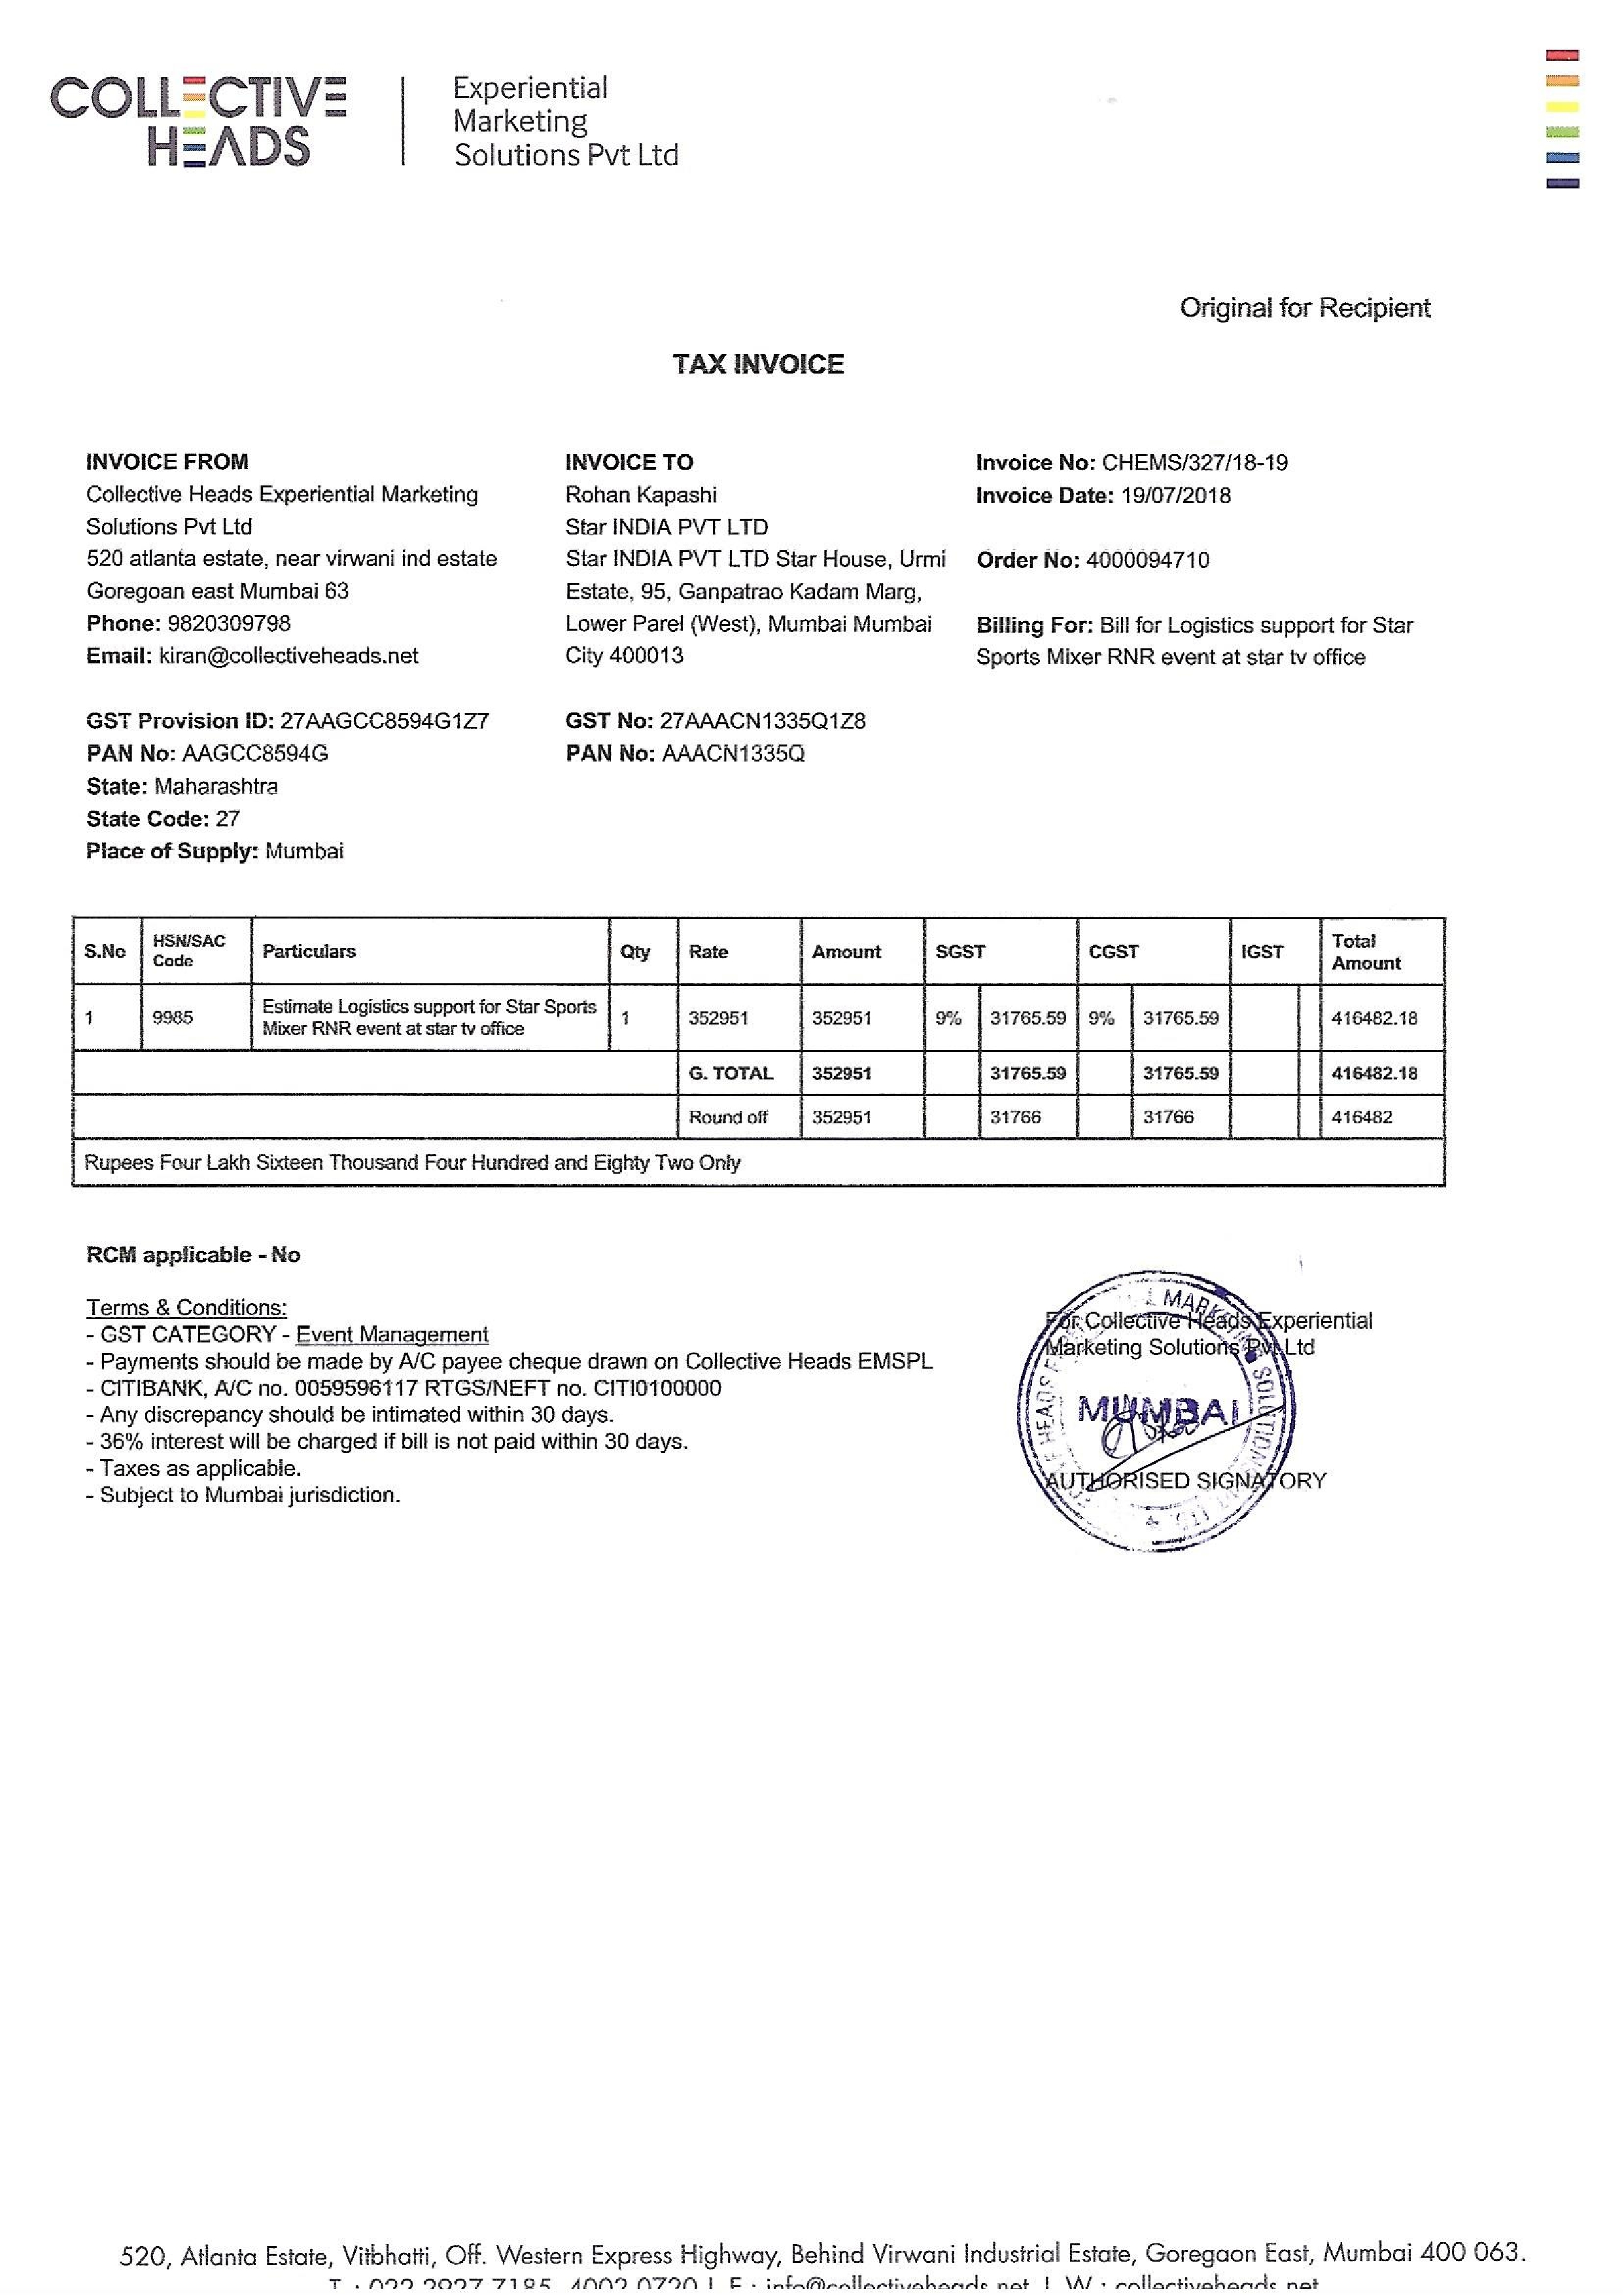 COLLECTIVE
HEADS
Experiential
Marketing
Solutions Pvt Ltd
Original for Recipient
TAX INVOICE
INVOICE FROM
Collective Heads Experiential Marketing
Solutions Pvt Ltd
520 atlanta estate, near virwani ind estate
Goregoan east Mumbai 63
Phone: 9820309798
Email: kiran@collectiveheads.net
GST Provision ID: 27AAGCC8594G1Z7
PAN No: AAGCC8594G
State: Maharashtra
State Code: 27
Place of Supply: Mumbai
INVOICE TO
Rohan Kapashi
Star INDIA PVT LTD
Star INDIA PVT LTD Star House, Urmi
Estate, 95, Ganpatrao Kadam Marg,
Lower Parel (West), Mumbai Mumbai
City 400013
GST No: 27AAACN1335Q1Z8
PAN No: AAACN1335Q
Invoice No: CHEMS/327/18-19
Invoice Date: 19/07/2018
Order No: 4000094710
Billing For: Bill for Logistics support for Star
Sports Mixer RNR event at star tv office
S.No HSN/SAC Code Particulars Qty Rate Amount SGST CGST IGST Total Amount
1 9985 Estimate Logistics support for Star Sports Mixer RNR event at star tv office 1 352951 352951 9% 31765.59 9% 31765.59 416482.18
G. TOTAL 352951 31765.59 31765.59 416482.18
Round off 352951 31766 31766 416482
Rupees Four Lakh Sixteen Thousand Four Hundred and Eighty Two Only
RCM applicable - No
Terms & Conditions:
- GST CATEGORY - Event Management
- Payments should be made by A/C payee cheque drawn on Collective Heads EMSPL
- CITIBANK, A/C no. 0059596117 RTGS/NEFT no. CITI0100000
- Any discrepancy should be intimated within 30 days.
- 36% interest will be charged if bill is not paid within 30 days.
- Taxes as applicable.
- Subject to Mumbai jurisdiction.
For Collective Heads Experiential
Marketing Solutions Pvt Ltd
MUMBAI
AUTHORISED SIGNATORY
520, Atlanta Estate, Vitbhatti, Off. Western Express Highway, Behind Virwani Industrial Estate, Goregaon East, Mumbai 400 063.
T : 022 2927 7185, 4002 0720 | E : info@collectiveheads.net | W : collectiveheads.net